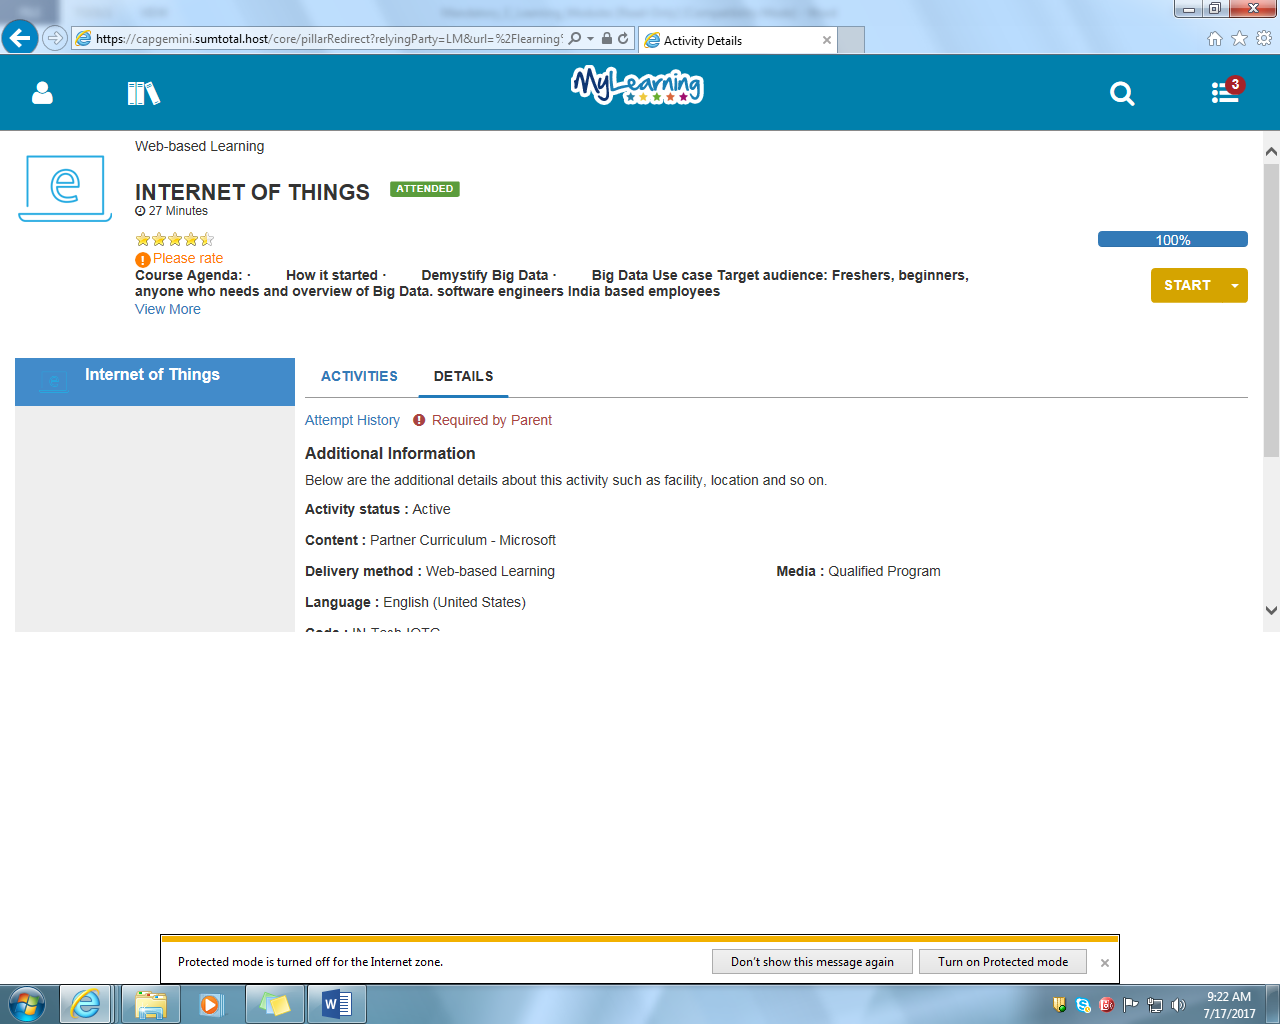 https://capgemini.sumtotal.host/core/pillarRedirect?relyingParty=LM&url=%2Flearning%
Activity Details
MyLearning
3
Web-based Learning
INTERNET OF THINGS ATTENDED
27 Minutes
100%
Please rate
Course Agenda: · How it started · Demystify Big Data · Big Data Use case Target audience: Freshers, beginners,
anyone who needs and overview of Big Data. software engineers India based employees
START
View More
Internet of Things
ACTIVITIES DETAILS
Attempt History Required by Parent
Additional Information
Below are the additional details about this activity such as facility, location and so on.
Activity status : Active
Content : Partner Curriculum - Microsoft
Delivery method : Web-based Learning Media : Qualified Program
Language : English (United States)
Protected mode is turned off for the Internet zone. Don't show this message again Turn on Protected mode
9:22 AM
7/17/2017